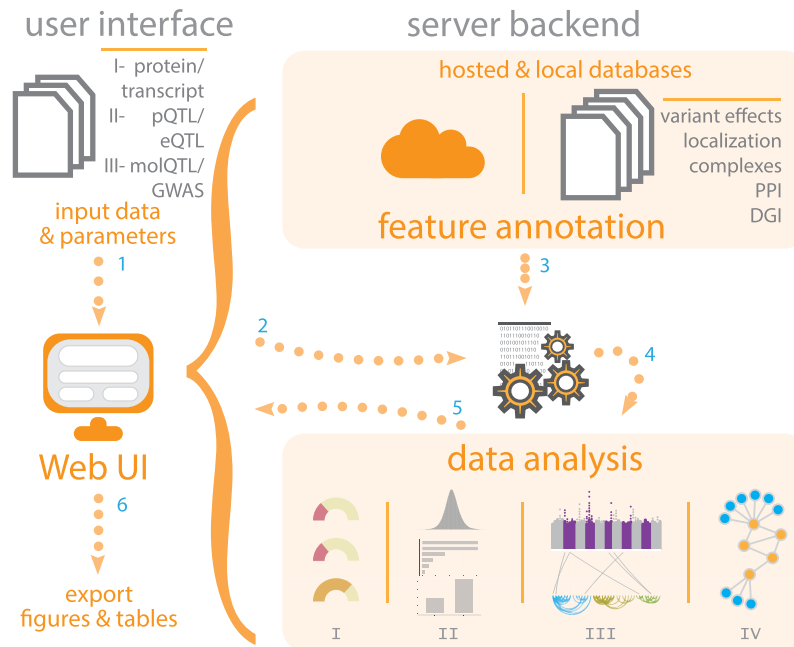 user interface
I- protein/
transcript
II- pQTL/
eQTL
III- molQTL/
GWAS
input data
& parameters
1
Web UI
6
export
figures & tables
server backend
hosted & local databases
variant effects
localization
complexes
PPI
DGI
feature annotation
3
2
4
5
data analysis
I
II
III
IV